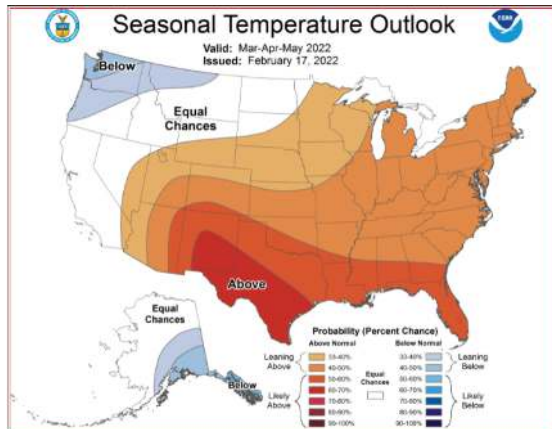 Seasonal Temperature Outlook
Valid: Mar-Apr-May 2022
Issued: February 17, 2022
Below
Equal
Chances
Above
Equal
Chances
Below
Probability (Percent Chance)
Above Normal
Below Normal
Leaning
Above
33-40%
40-50%
Likely
Above
50-60%
60-70%
70-80%
80-90%
90-100%
Equal
Chances
33-40%
40-50%
Leaning
Below
50-60%
60-70%
70-80%
80-90%
90-100%
Likely
Below